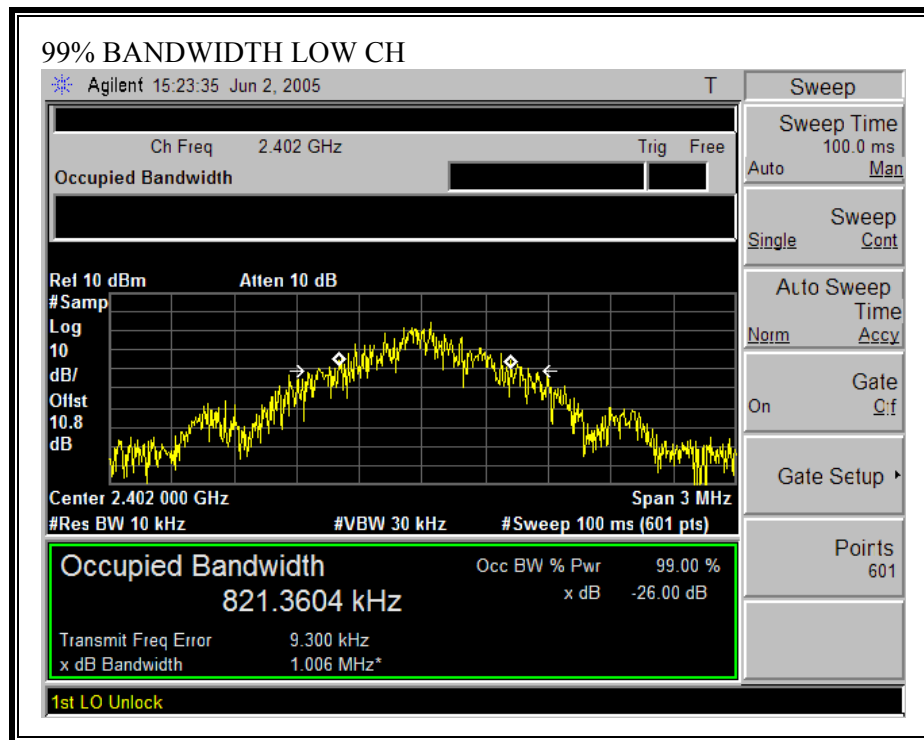 99% BANDWIDTH LOW CH
Agilent 15:23:35 Jun 2, 2005 T
Ch Freq 2.402 GHz Trig Free
Occupied Bandwidth
Ref 10 dBm Atten 10 dB
#Samp
Log
10
dB/
Offst
10.8
dB
Center 2.402 000 GHz Span 3 MHz
#Res BW 10 kHz #VBW 30 kHz #Sweep 100 ms (601 pts)
Occupied Bandwidth Occ BW % Pwr 99.00 %
821.3604 kHz x dB -26.00 dB
Transmit Freq Error 9.300 kHz
x dB Bandwidth 1.006 MHz*
1st LO Unlock
Sweep
Sweep Time
100.0 ms
Auto Man
Sweep
Single Cont
Auto Sweep
Time
Norm Accy
Gate
On Off
Gate Setup
Points
601